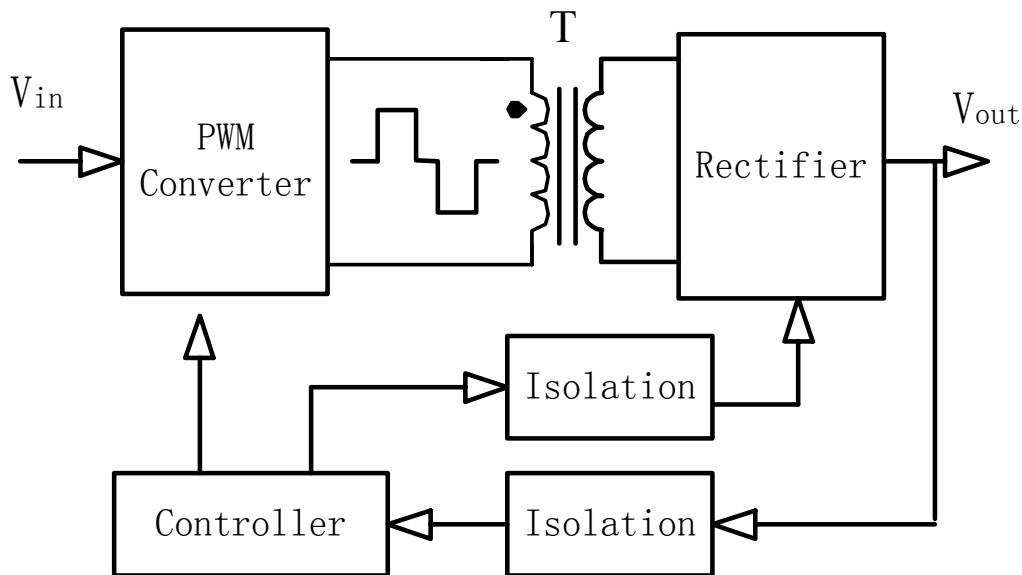 T
Vin
Vout
PWM
Converter
Rectifier
Isolation
Controller
Isolation